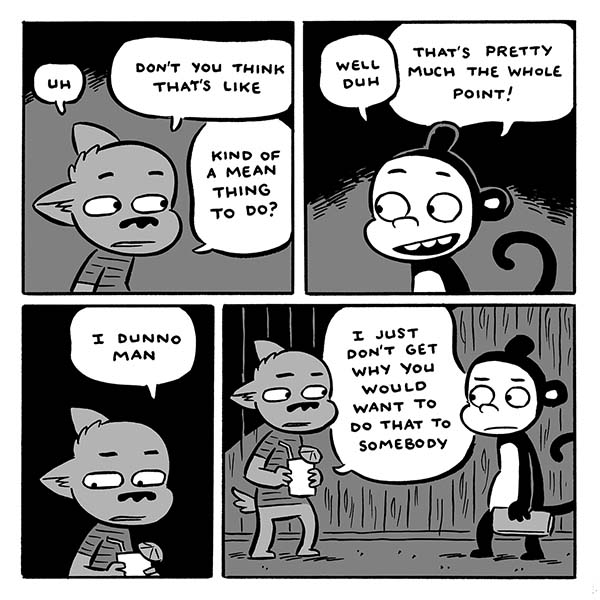 UH
DON'T YOU THINK
THAT'S LIKE
KIND OF
A MEAN
THING
TO DO?
WELL
DUH
THAT'S PRETTY
MUCH THE WHOLE
POINT!
I DUNNO
MAN
I JUST
DON'T GET
WHY YOU
WOULD
WANT TO
DO THAT TO
SOMEBODY